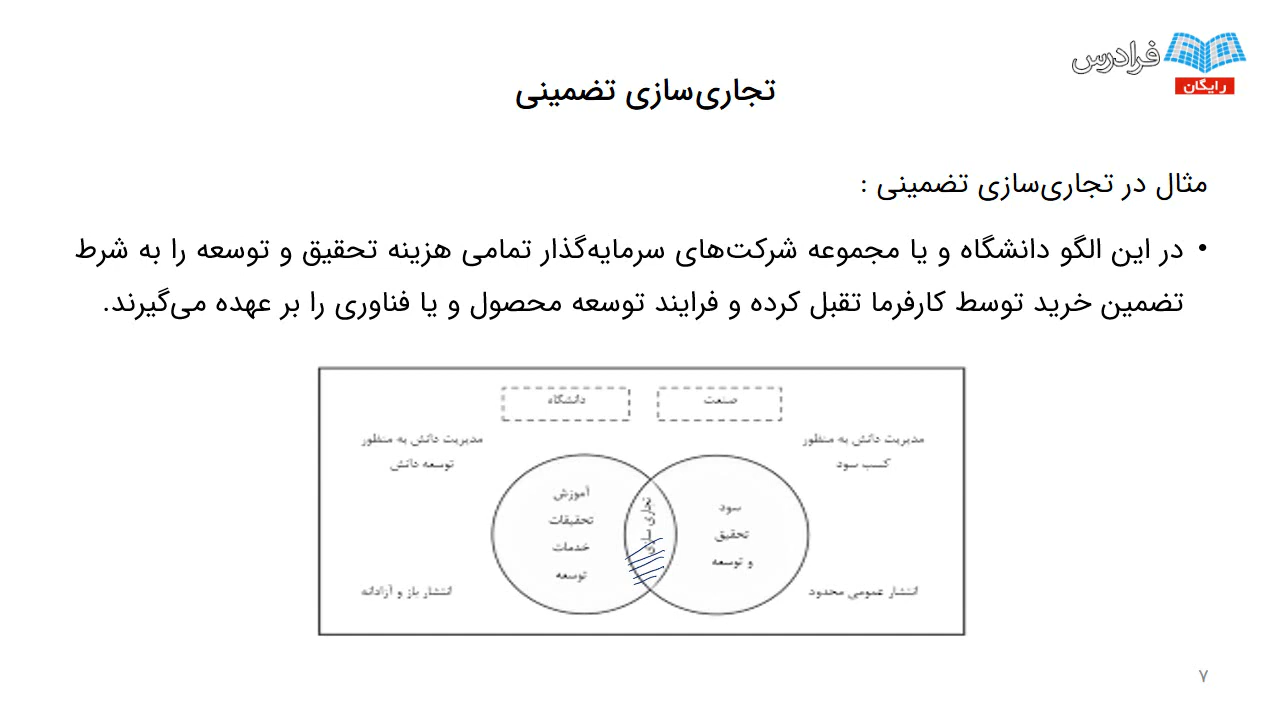 فرادرس
رایگان
تجاری‌سازی تضمینی
مثال در تجاری‌سازی تضمینی :
• در این الگو دانشگاه و یا مجموعه شرکت‌های سرمایه‌گذار تمامی هزینه تحقیق و توسعه را به شرط
تضمین خرید توسط کارفرما تقبل کرده و فرایند توسعه محصول و یا فناوری را بر عهده می‌گیرند.
صنعت
دانشگاه
مدیریت دانش به منظور
کسب سود
مدیریت دانش به منظور
توسعه دانش
سود
تحقیق
و توسعه
تجاری سازی
آموزش
تحقیقات
خدمات
توسعه
انتشار عمومی محدود
انتشار باز و آزادانه
۷